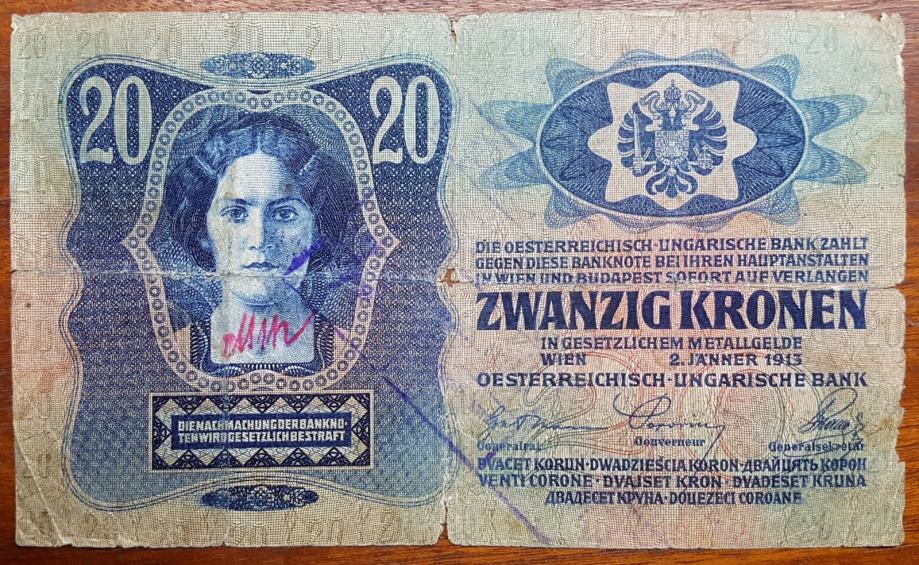 20 20
DIE NACHMACHUNG DER BANKNO-
TEN WIRD GESETZLICH BESTRAFT
DIE OESTERREICHISCH-UNGARISCHE BANK ZAHLT
GEGEN DIESE BANKNOTE BEI IHREN HAUPTANSTALTEN
IN WIEN UND BUDAPEST SOFORT AUF VERLANGEN
ZWANZIG KRONEN
IN GESETZLICHEM METALLGELDE
WIEN 2. JÄNNER 1913
OESTERREICHISCH-UNGARISCHE BANK
Generalrat Gouverneur Generalsekretär
DVACET KORUN · DWADZIEŚCIA KORON · ДВАЙЦЯТЬ КОРОН
VENTI CORONE · DVAJSET KRON · DVADESET KRUNA
ДВАДЕСЕТ КРУНА · DOUEZECI COROANE